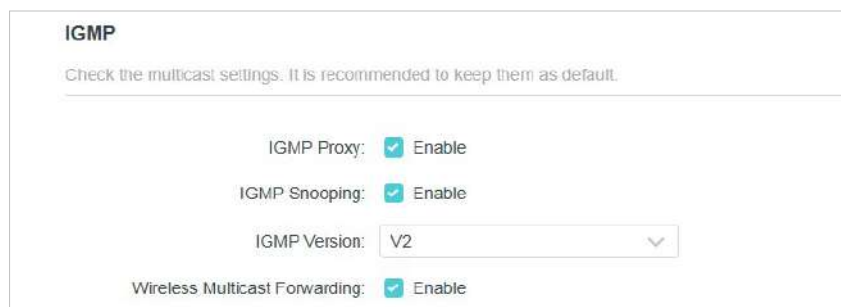 IGMP
Check the multicast settings. It is recommended to keep them as default.
IGMP Proxy: Enable
IGMP Snooping: Enable
IGMP Version: V2
Wireless Multicast Forwarding: Enable